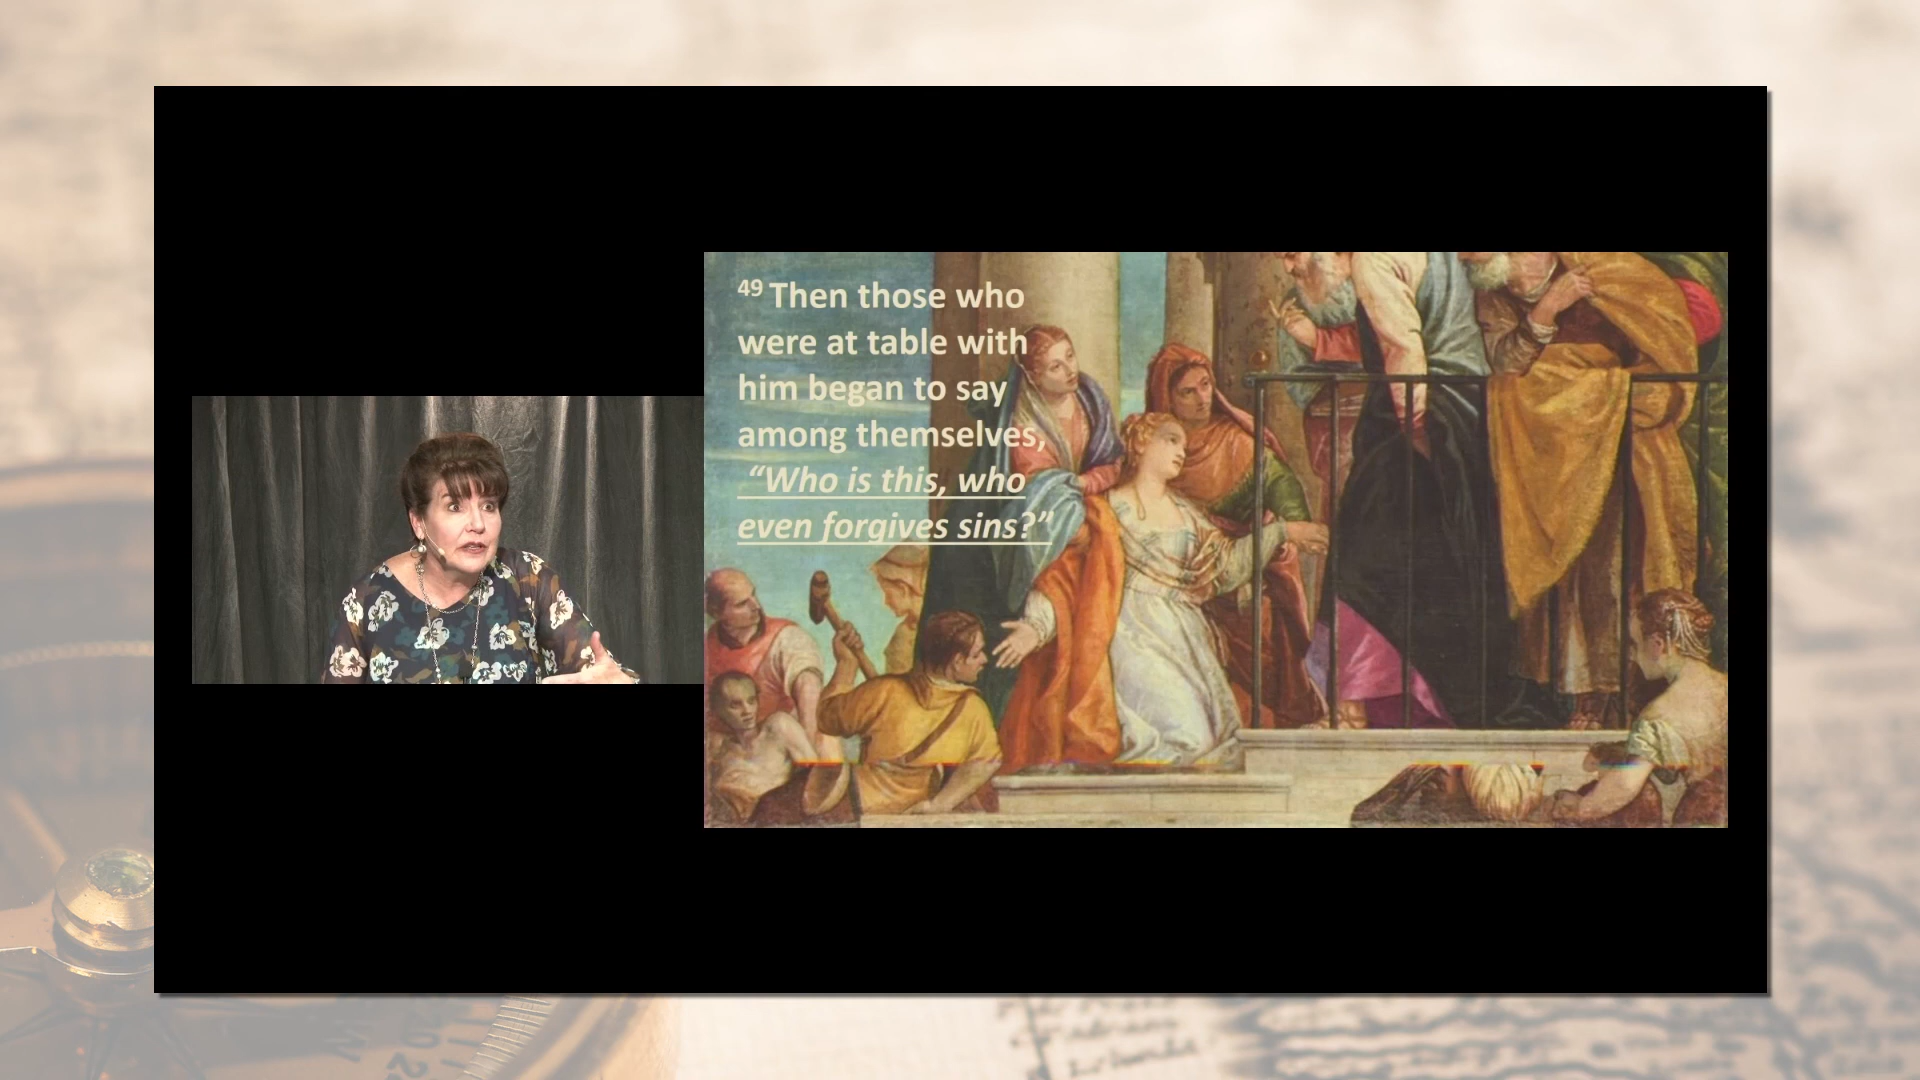 49 Then those who
were at table with
him began to say
among themselves,
“Who is this, who
even forgives sins?”